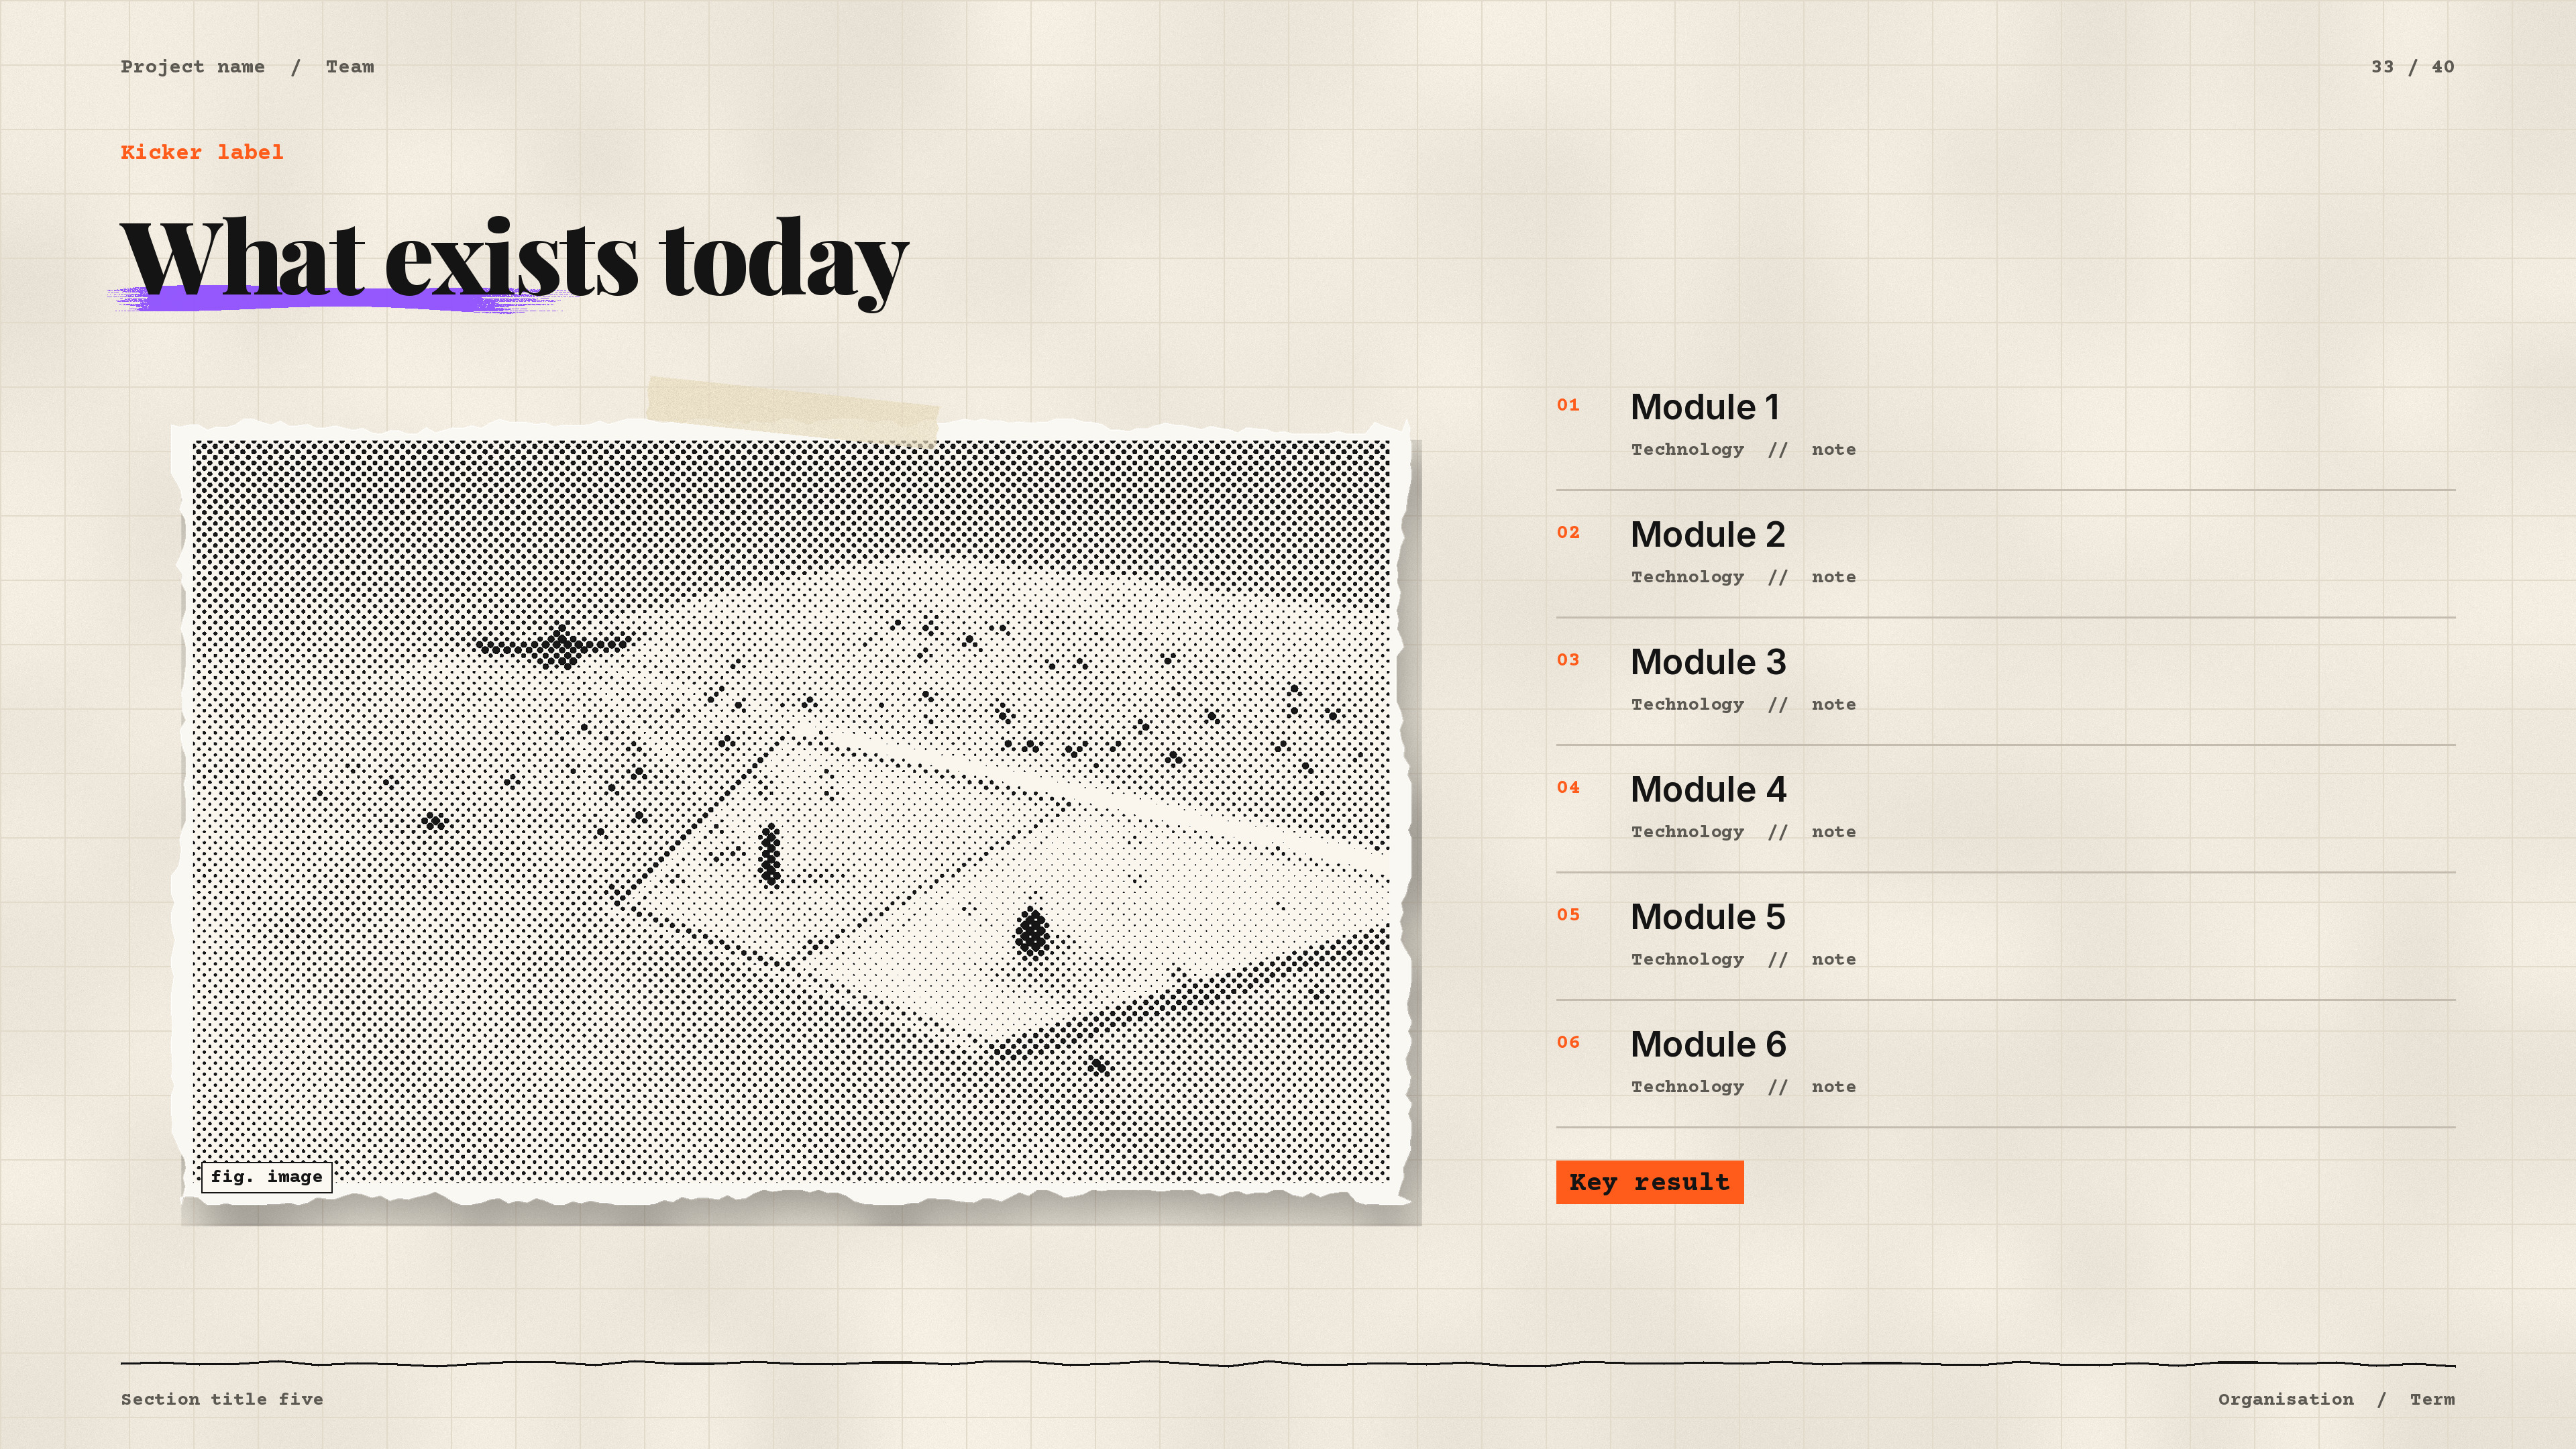 Project name / Team
33 / 40
Kicker label
What exists today
01 Module 1
Technology // note
02 Module 2
Technology // note
03 Module 3
Technology // note
04 Module 4
Technology // note
05 Module 5
Technology // note
06 Module 6
Technology // note
fig. image
Key result
Section title five
Organisation / Term